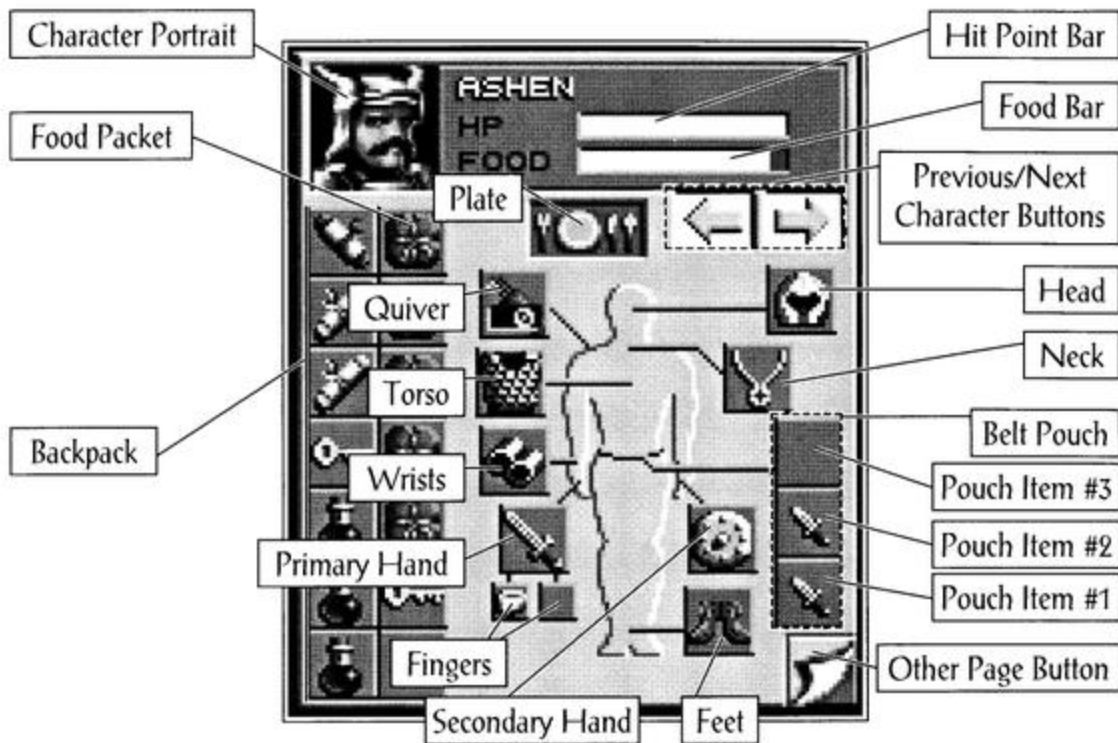 Character Portrait
Hit Point Bar
ASHEN
HP
FOOD
Food Packet
Food Bar
Plate
Previous/Next
Character Buttons
Quiver
Head
Torso
Neck
Backpack
Belt Pouch
Wrists
Pouch Item #3
Primary Hand
Pouch Item #2
Pouch Item #1
Fingers
Other Page Button
Secondary Hand
Feet